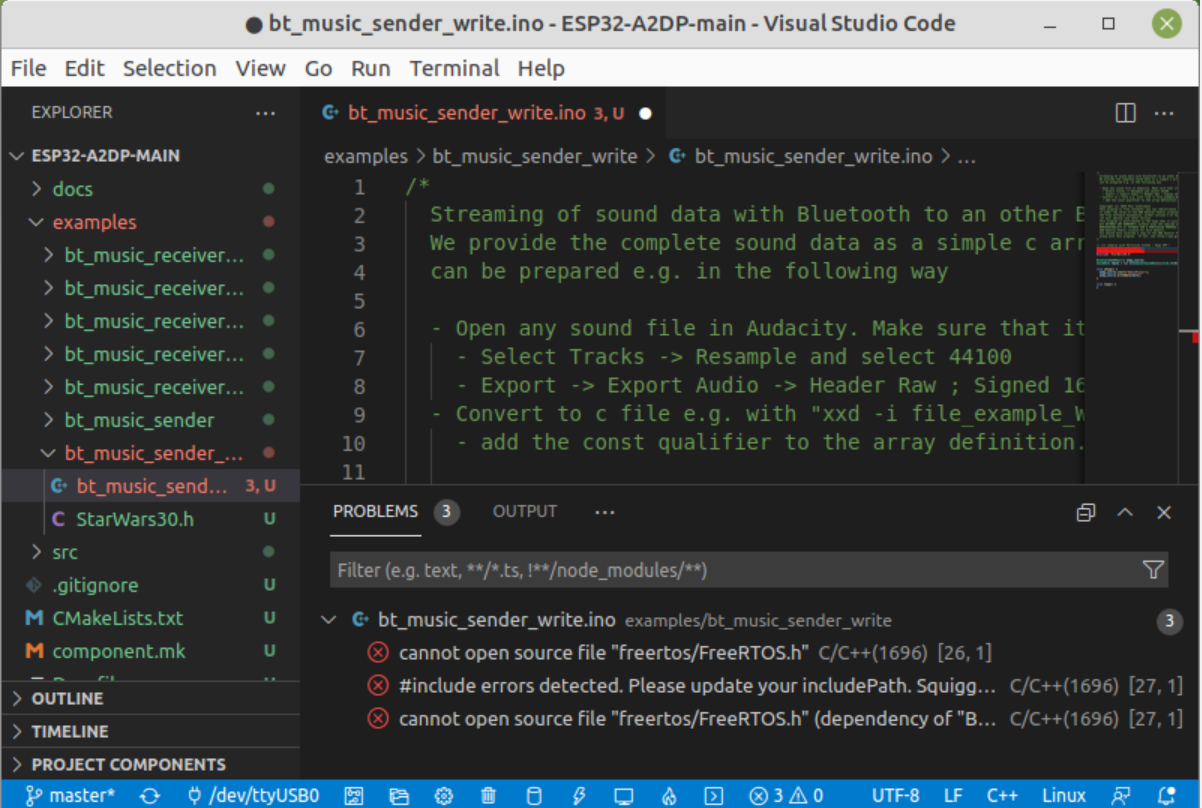 bt_music_sender_write.ino - ESP32-A2DP-main - Visual Studio Code
File Edit Selection View Go Run Terminal Help
EXPLORER
ESP32-A2DP-MAIN
docs
examples
bt_music_receiver...
bt_music_receiver...
bt_music_receiver...
bt_music_receiver...
bt_music_receiver...
bt_music_sender
bt_music_sender_...
bt_music_send... 3, U
C StarWars30.h U
src
.gitignore U
M CMakeLists.txt U
M component.mk U
OUTLINE
TIMELINE
PROJECT COMPONENTS
bt_music_sender_write.ino 3, U
examples > bt_music_sender_write > bt_music_sender_write.ino > ...
1 /*
2 Streaming of sound data with Bluetooth to an other B
3 We provide the complete sound data as a simple c arr
4 can be prepared e.g. in the following way
5
6 - Open any sound file in Audacity. Make sure that it
7 - Select Tracks -> Resample and select 44100
8 - Export -> Export Audio -> Header Raw ; Signed 16
9 - Convert to c file e.g. with "xxd -i file_example_W
10 - add the const qualifier to the array definition.
11
PROBLEMS 3 OUTPUT ...
Filter (e.g. text, **/*.ts, !**/node_modules/**)
bt_music_sender_write.ino examples/bt_music_sender_write 3
cannot open source file "freertos/FreeRTOS.h" C/C++(1696) [26, 1]
#include errors detected. Please update your includePath. Squigg... C/C++(1696) [27, 1]
cannot open source file "freertos/FreeRTOS.h" (dependency of "B... C/C++(1696) [27, 1]
master* /dev/ttyUSB0 3 0 UTF-8 LF C++ Linux